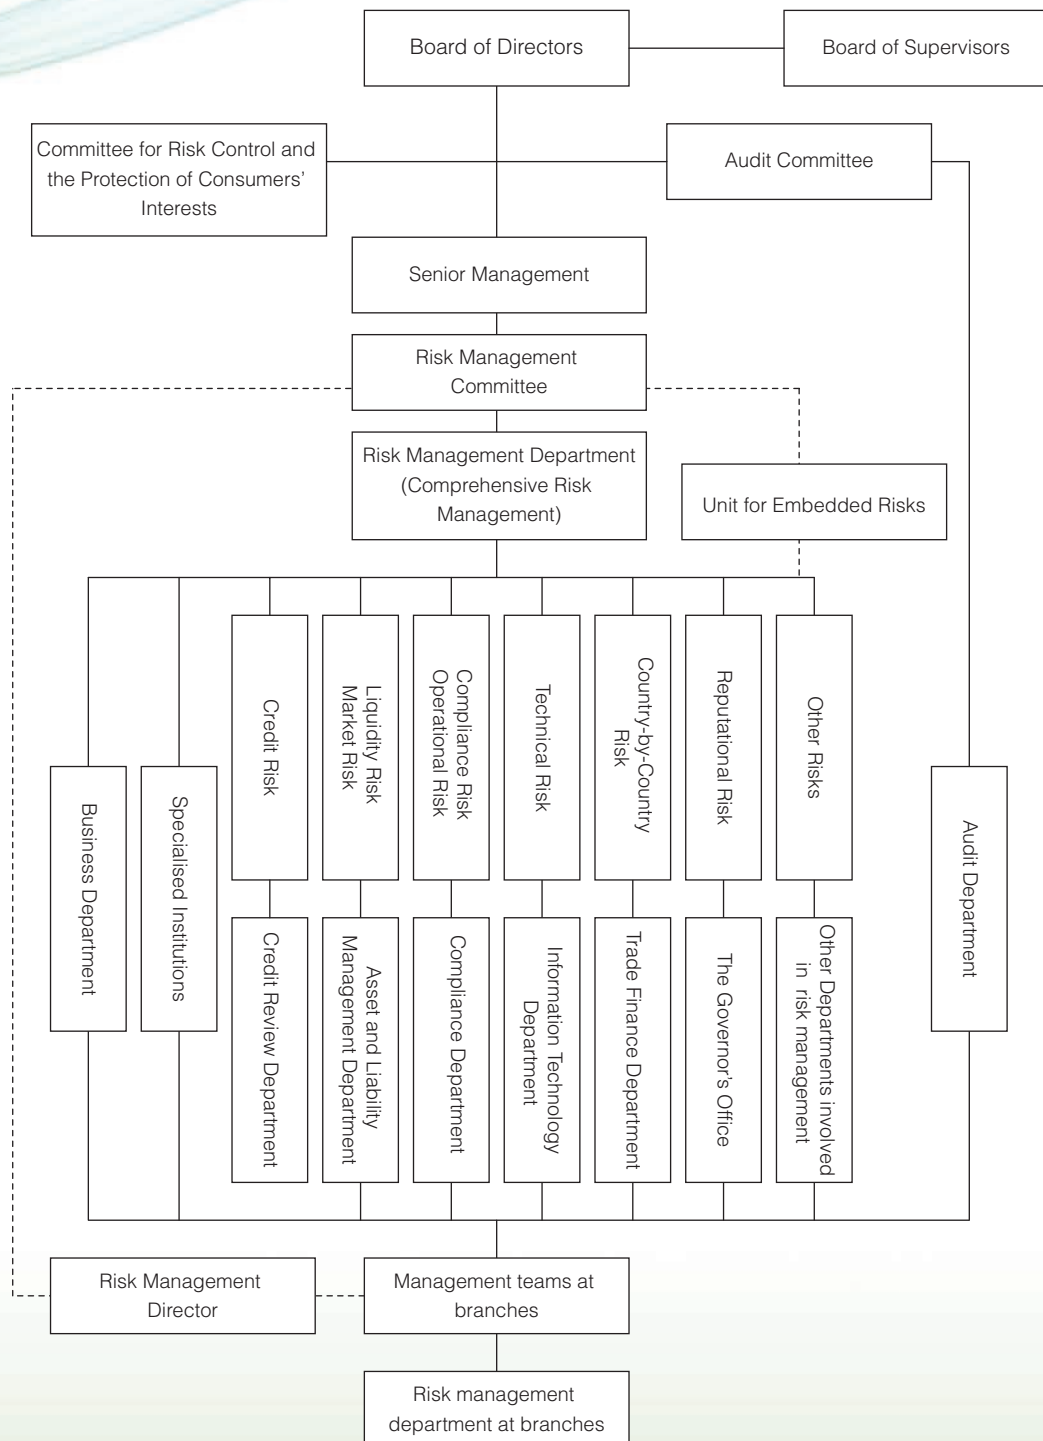 Board of Directors
Board of Supervisors
Committee for Risk Control and
the Protection of Consumers'
Interests
Audit Committee
Senior Management
Risk Management
Committee
Risk Management Department
(Comprehensive Risk
Management)
Unit for Embedded Risks
Business Department
Specialised Institutions
Credit Risk
Liquidity Risk
Market Risk
Compliance Risk
Operational Risk
Technical Risk
Country-by-Country
Risk
Reputational Risk
Other Risks
Audit Department
Credit Review Department
Asset and Liability
Management Department
Compliance Department
Information Technology
Department
Trade Finance Department
The Governor's Office
Other Departments involved
in risk management
Risk Management
Director
Management teams at
branches
Risk management
department at branches